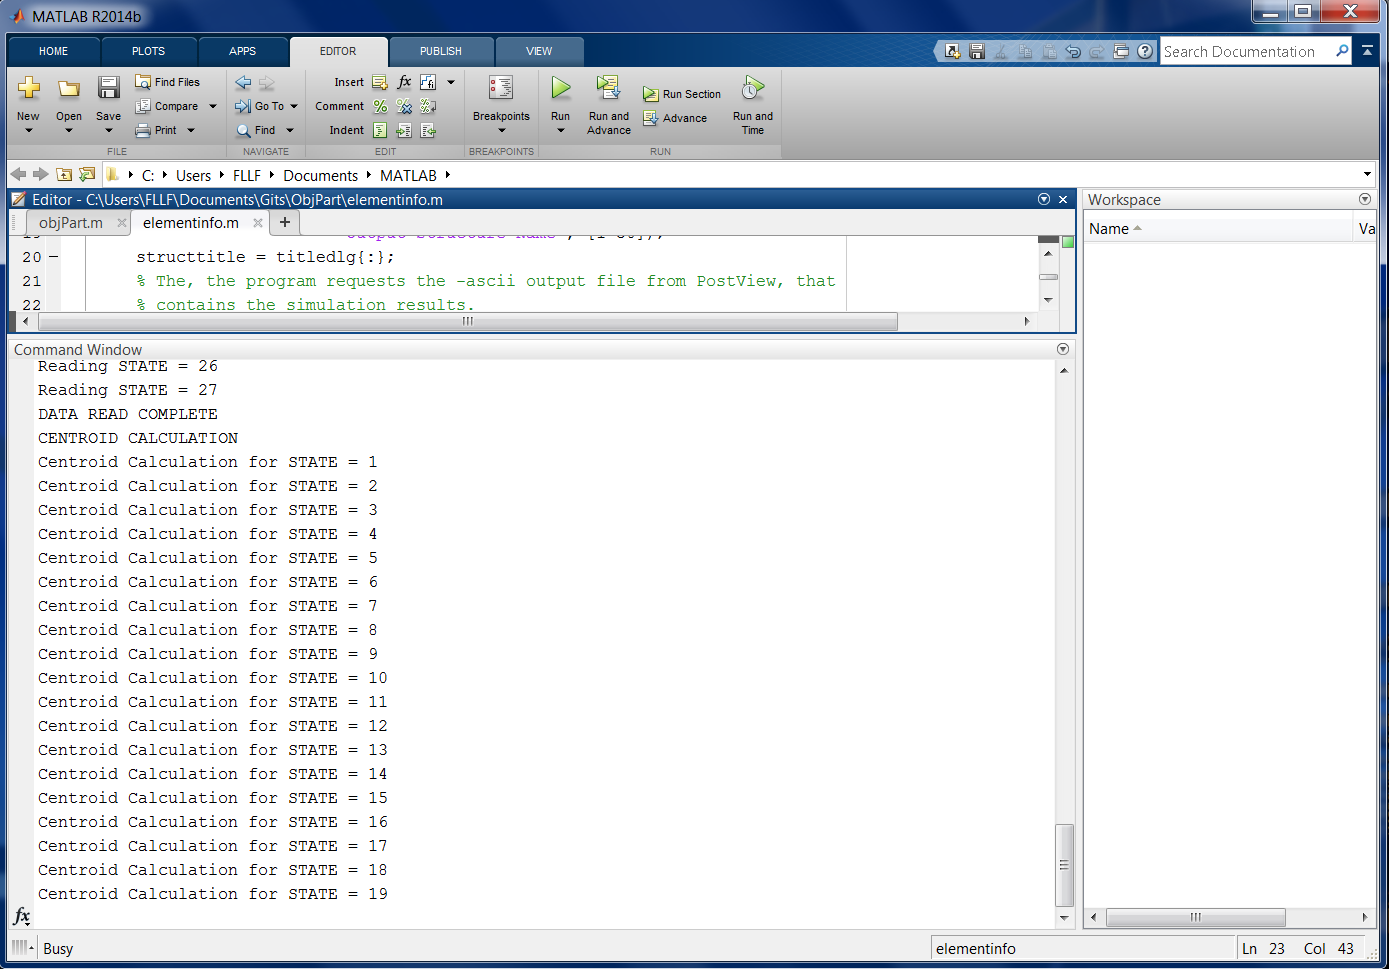 MATLAB R2014b
HOME PLOTS APPS EDITOR PUBLISH VIEW
Search Documentation
New Open Save Find Files Compare Print
Go To Find
Insert fx
Comment
Indent
Breakpoints
Run Run and Advance Run Section Advance Run and Time
FILE NAVIGATE EDIT BREAKPOINTS RUN
C: Users FLLF Documents MATLAB
Editor - C:\Users\FLLF\Documents\Gits\ObjPart\elementinfo.m
objPart.m elementinfo.m +
20 – structtitle = titledlg{:};
21 % The, the program requests the -ascii output file from PostView, that
22 % contains the simulation results.
Command Window
Reading STATE = 26
Reading STATE = 27
DATA READ COMPLETE
CENTROID CALCULATION
Centroid Calculation for STATE = 1
Centroid Calculation for STATE = 2
Centroid Calculation for STATE = 3
Centroid Calculation for STATE = 4
Centroid Calculation for STATE = 5
Centroid Calculation for STATE = 6
Centroid Calculation for STATE = 7
Centroid Calculation for STATE = 8
Centroid Calculation for STATE = 9
Centroid Calculation for STATE = 10
Centroid Calculation for STATE = 11
Centroid Calculation for STATE = 12
Centroid Calculation for STATE = 13
Centroid Calculation for STATE = 14
Centroid Calculation for STATE = 15
Centroid Calculation for STATE = 16
Centroid Calculation for STATE = 17
Centroid Calculation for STATE = 18
Centroid Calculation for STATE = 19
fx
Workspace
Name Va
Busy
elementinfo
Ln 23 Col 43